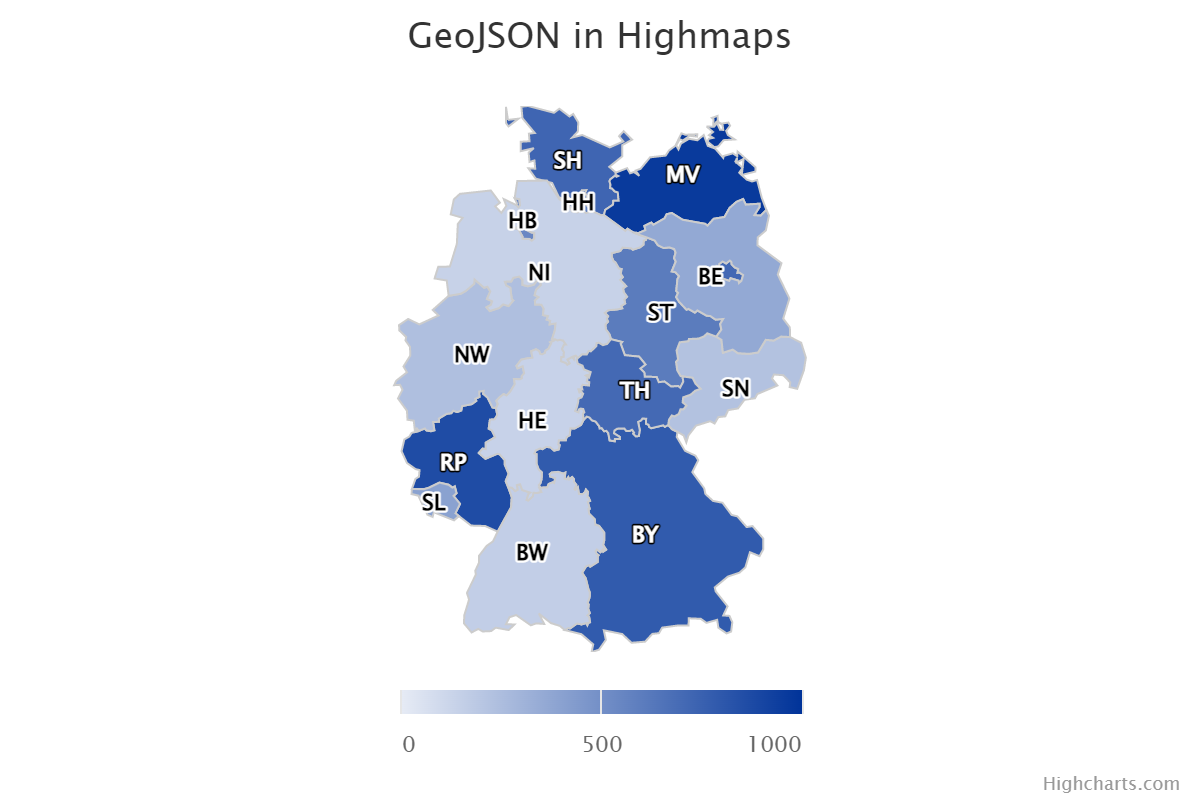 GeoJSON in Highmaps
SH
MV
HH
HB
NI
BE
ST
NW
TH
SN
HE
RP
SL
BY
BW
0 500 1000
Highcharts.com